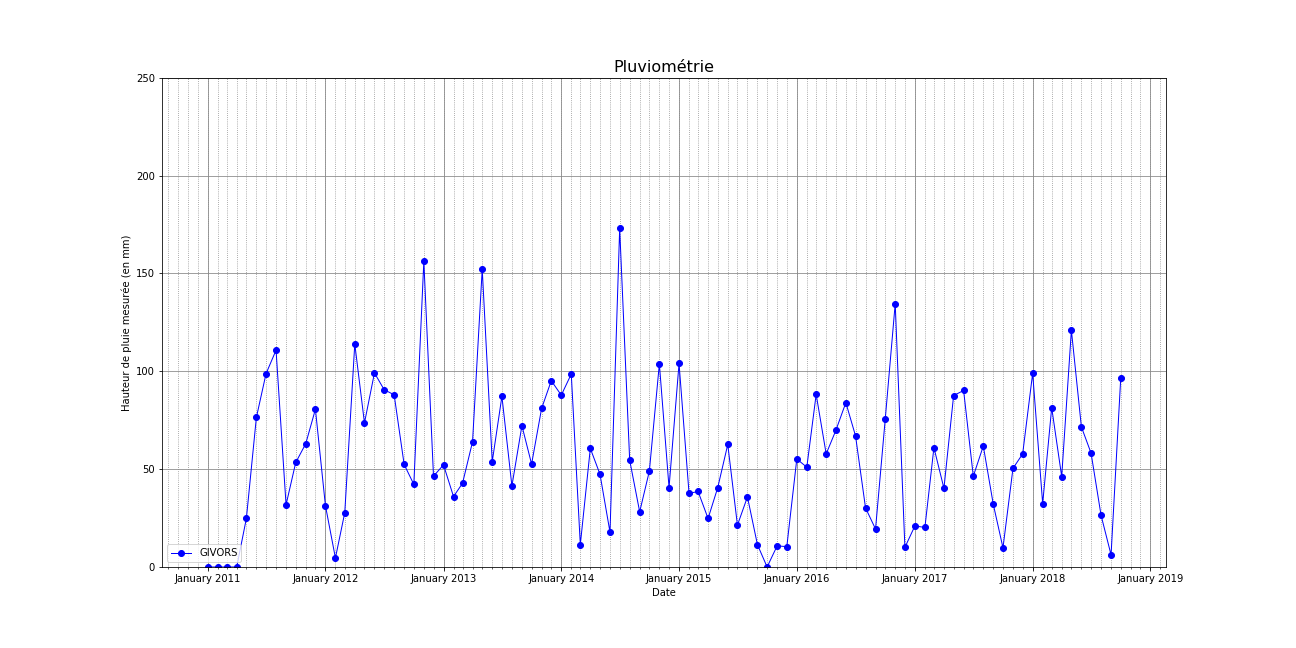 Pluviométrie
250
200
150
100
50
0
Hauteur de pluie mesurée (en mm)
GIVORS
January 2011
January 2012
January 2013
January 2014
January 2015
January 2016
January 2017
January 2018
January 2019
Date